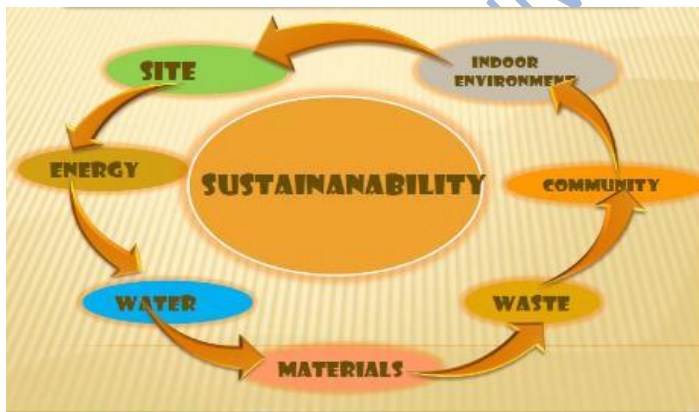 SITE
INDOOR
ENVIRONMENT
ENERGY
SUSTAINANABILITY
COMMUNITY
WATER
WASTE
MATERIALS